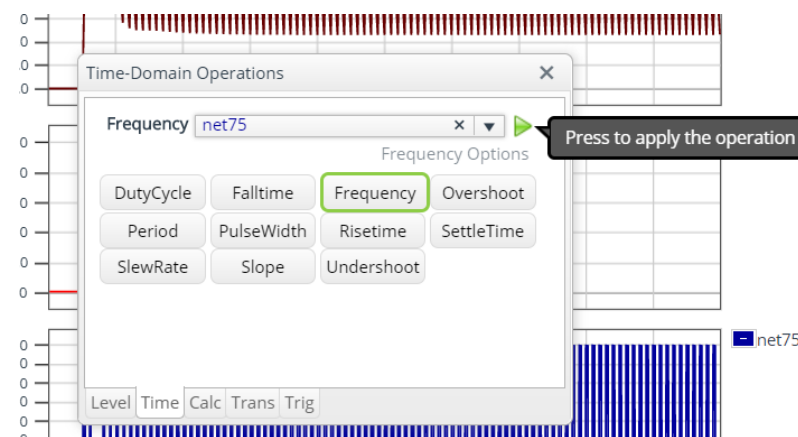 0
0
.0
.0
Time-Domain Operations
Frequency net75
Press to apply the operation
Frequency Options
DutyCycle Falltime Frequency Overshoot
Period PulseWidth Risetime SettleTime
SlewRate Slope Undershoot
0
0
0
0
0
0
0
0
0
0
0
net75
Level Time Calc Trans Trig